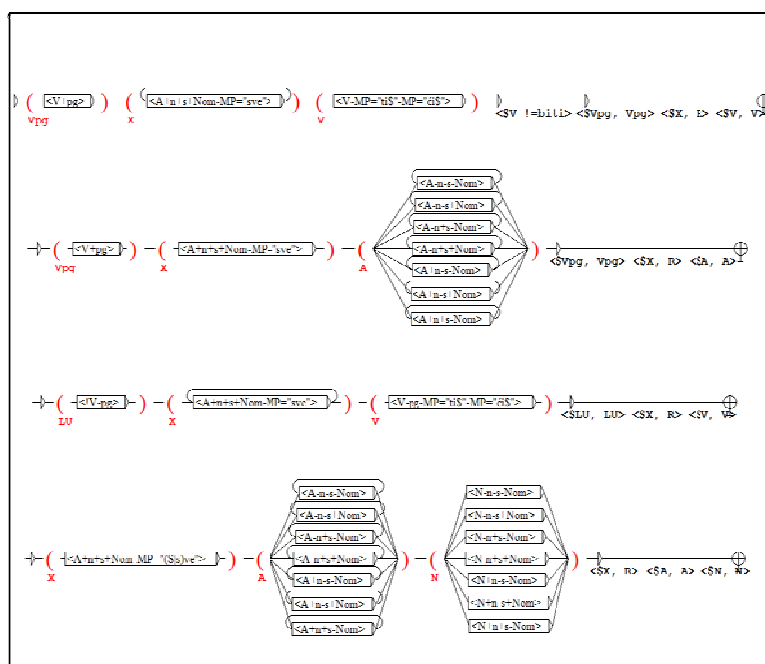 ( <V+pg> ) ( <A+n+s+Nom-MP="sve"> ) ( <V-MP="ti$"-MP="ći$"> )
Vpg X V <$V !=biti> <$Vpg, Vpg> <$X, R> <$V, V>
<A-n-s-Nom>
<A-n-s+Nom>
<A-n+s-Nom>
( <V+pg> ) ( <A+n+s+Nom-MP="sve"> ) ( <A-n+s+Nom> )
Vpg X A <$Vpg, Vpg> <$X, R> <$A, A>
<A+n-s-Nom>
<A+n-s+Nom>
<A+n+s-Nom>
( <!V-pg> ) ( <A+n+s+Nom-MP="sve"> ) ( <V-pg-MP="ti$"-MP="ći$"> )
LU X V <$LU, LU> <$X, R> <$V, V>
<A-n-s-Nom> <N-n-s-Nom>
<A-n-s+Nom> <N-n-s+Nom>
<A-n+s-Nom> <N-n+s-Nom>
( <A+n+s+Nom-MP="(S|s)ve"> ) ( <A-n+s+Nom> ) ( <N-n+s+Nom> )
X A N <$X, R> <$A, A> <$N, N>
<A+n-s-Nom> <N+n-s-Nom>
<A+n-s+Nom> <N+n-s+Nom>
<A+n+s-Nom> <N+n+s-Nom>